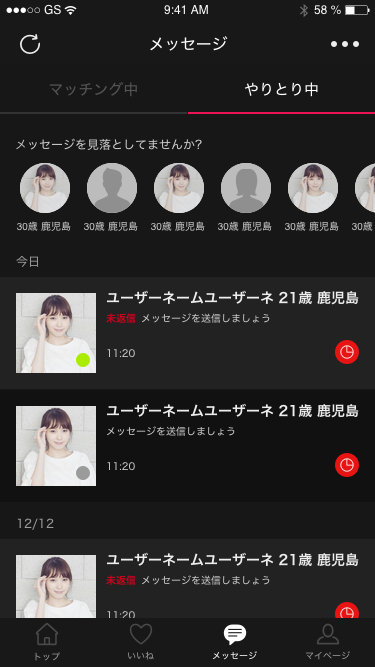 GS 9:41 AM 58 %
メッセージ
マッチング中 やりとり中
メッセージを見落としてませんか?
30歳 鹿児島 30歳 鹿児島 30歳 鹿児島 30歳 鹿児島 30歳 鹿児島 30歳
今日
ユーザーネームユーザーネ 21歳 鹿児島
未返信 メッセージを送信しましょう
11:20
ユーザーネームユーザーネ 21歳 鹿児島
メッセージを送信しましょう
11:20
12/12
ユーザーネームユーザーネ 21歳 鹿児島
未返信 メッセージを送信しましょう
11:20
トップ いいね メッセージ マイページ